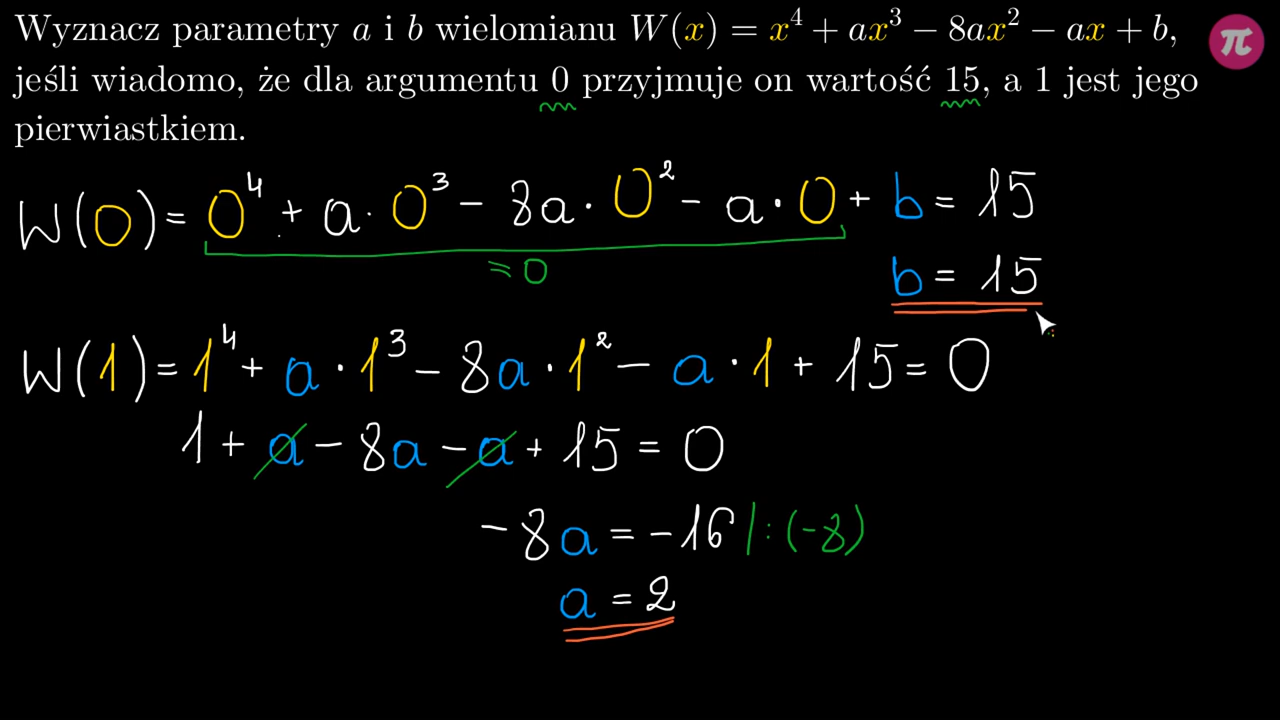 Wyznacz parametry a i b wielomianu W(x) = x⁴ + ax³ − 8ax² − ax + b,
jeśli wiadomo, że dla argumentu 0 przyjmuje on wartość 15, a 1 jest jego
pierwiastkiem.
π
W(0) = 0⁴ + a · 0³ − 8a · 0² − a · 0 + b = 15
= 0
b = 15
W(1) = 1⁴ + a · 1³ − 8a · 1² − a · 1 + 15 = 0
1 + a − 8a − a + 15 = 0
−8a = −16 |:(−8)
a = 2